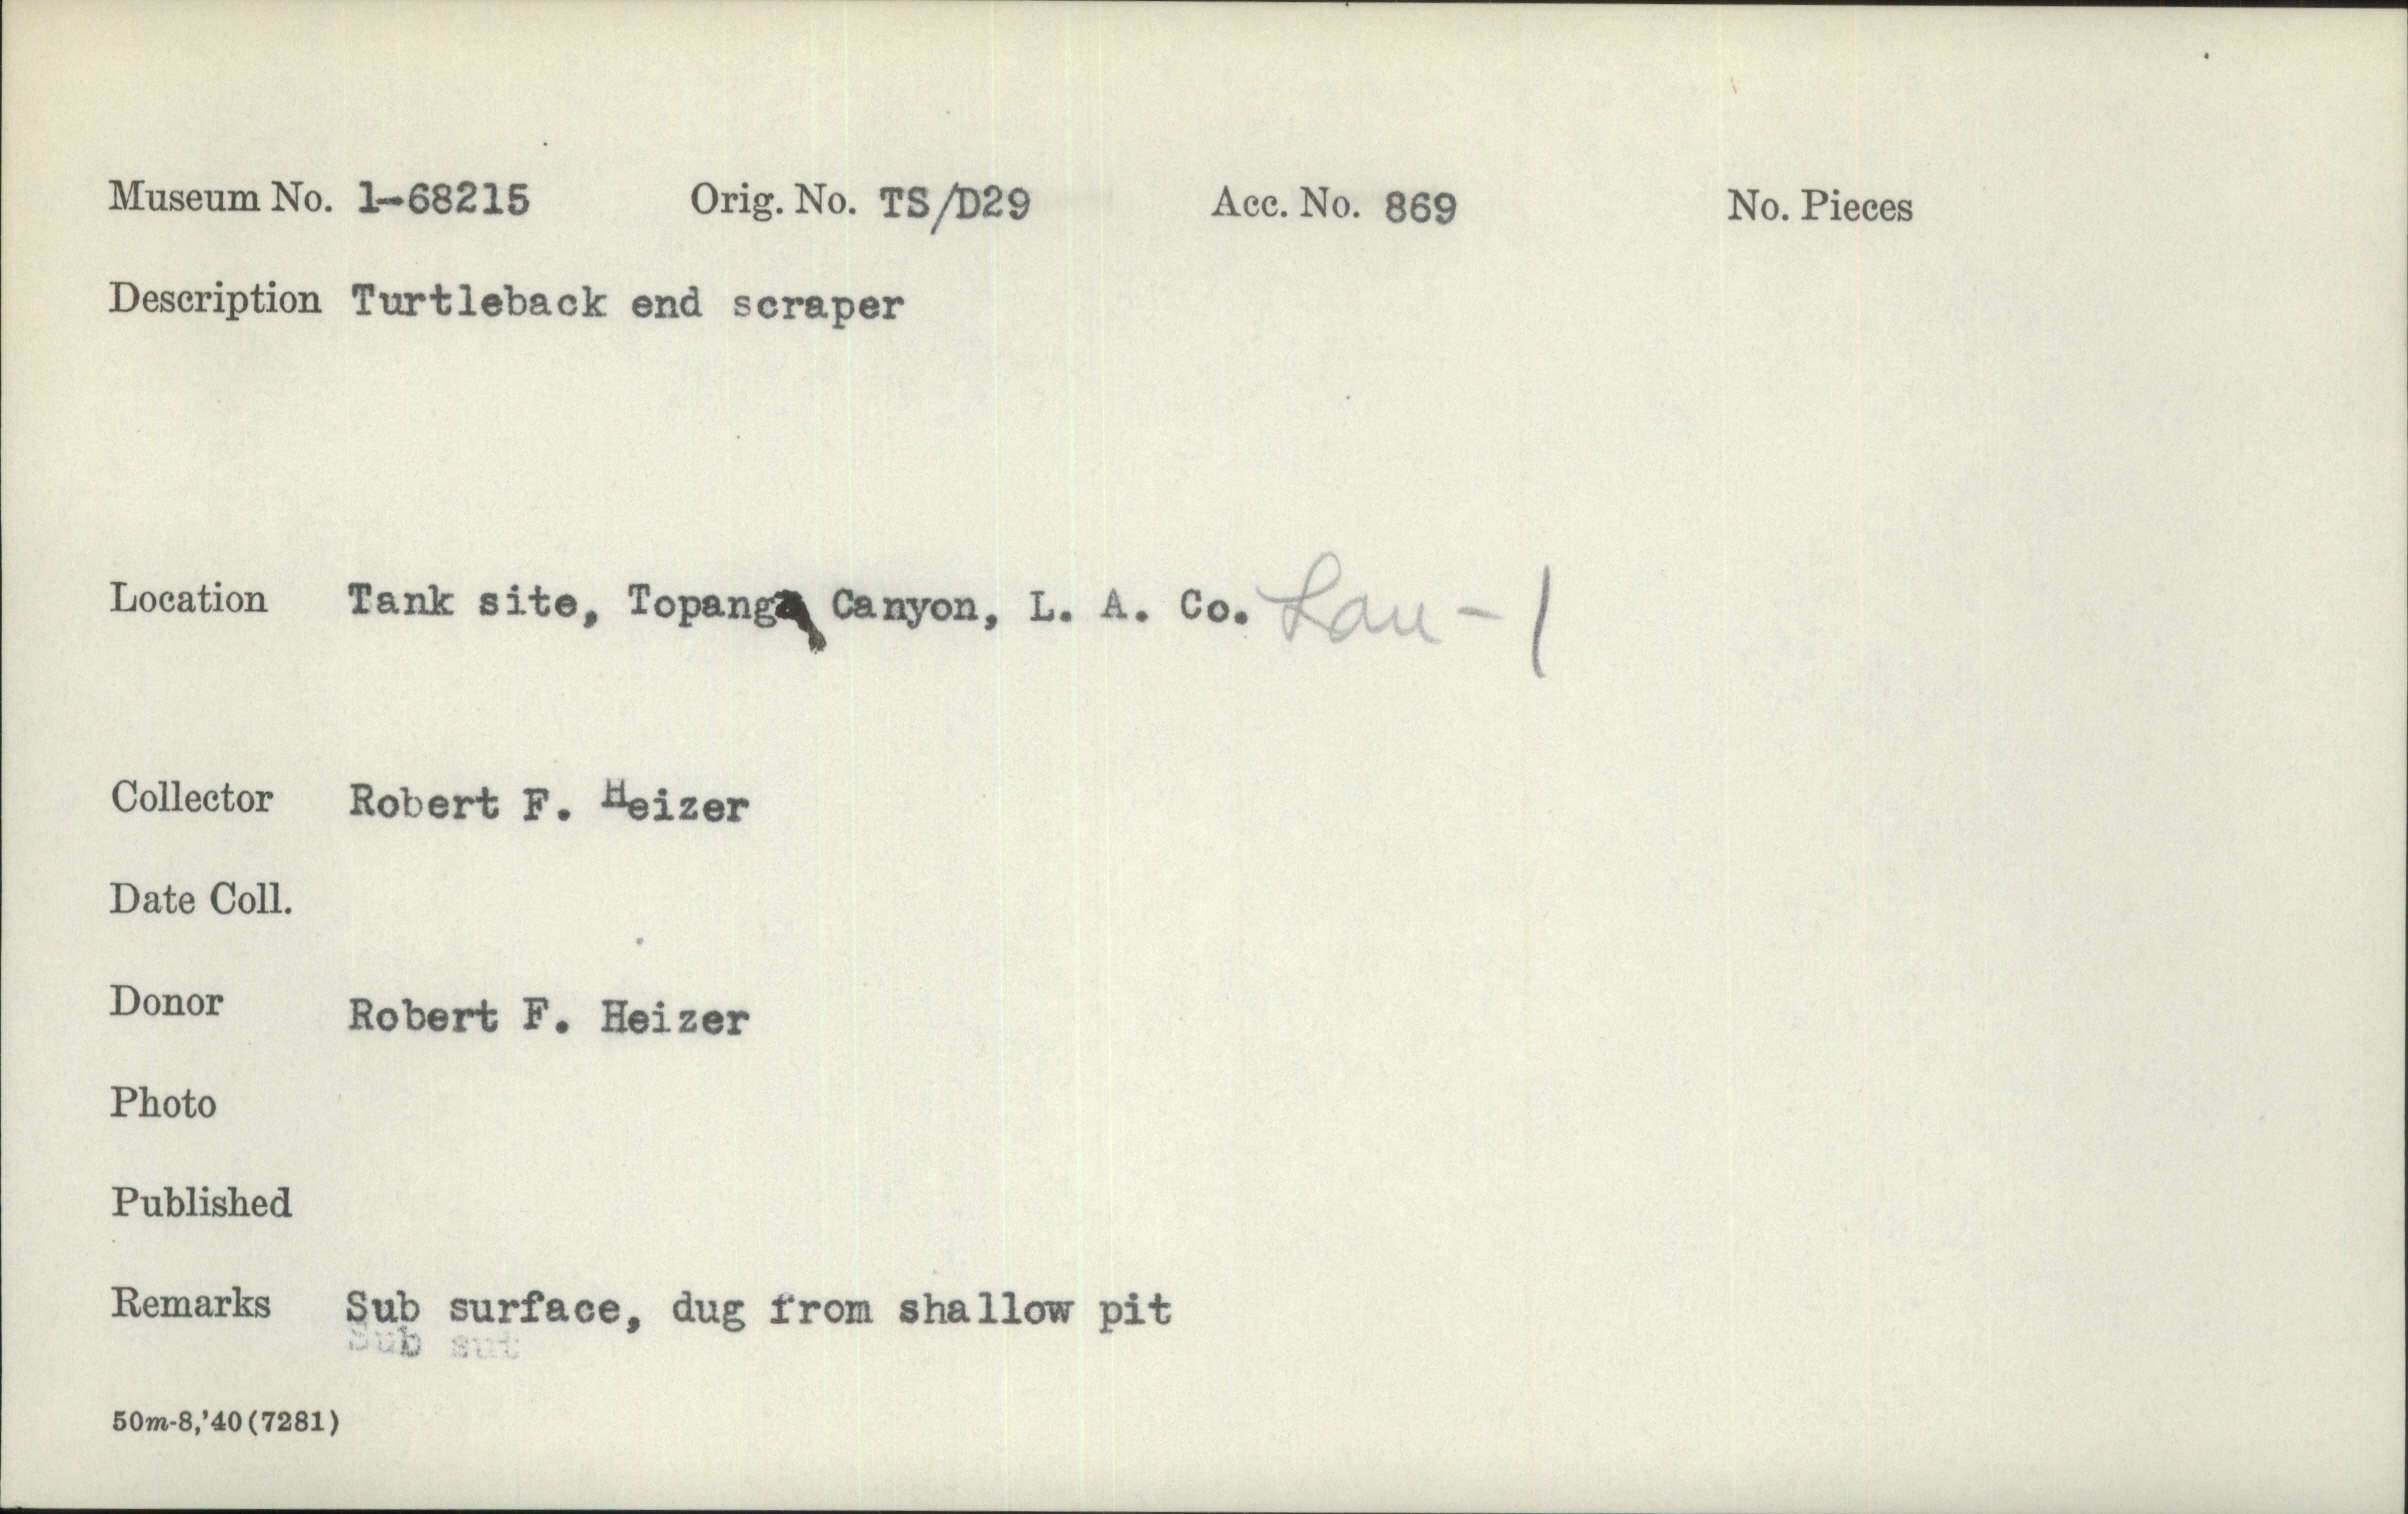 Museum No. 1-68215 Orig. No. TS/D29 Acc. No. 869 No. Pieces
Description Turtleback end scraper
Location Tank site, Topanga Canyon, L. A. Co. Lan-1
Collector Robert F. Heizer
Date Coll.
Donor Robert F. Heizer
Photo
Published
Remarks Sub surface, dug from shallow pit
Sub sur
50m-8,'40(7281)